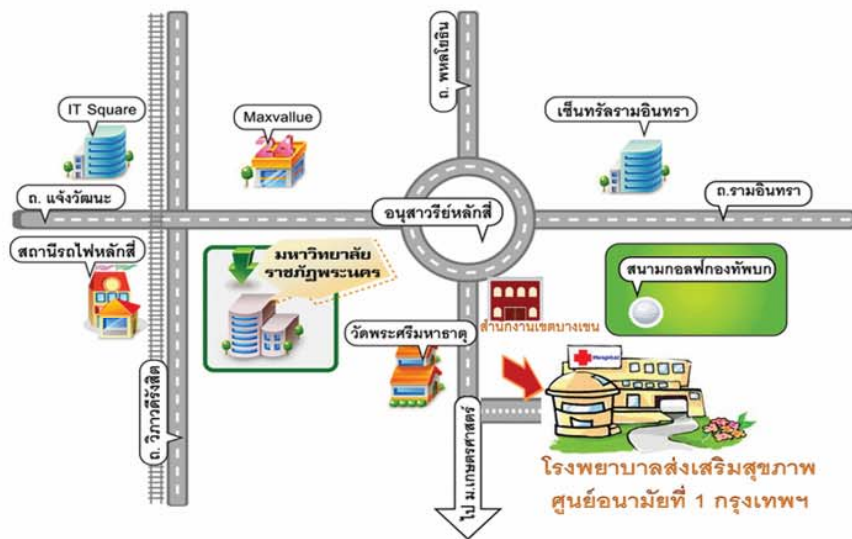 ถ. พหลโยธิน
IT Square
Maxvallue
เซ็นทรัลรามอินทรา
ถ. แจ้งวัฒนะ
อนุสาวรีย์หลักสี่
ถ.รามอินทรา
สถานีรถไฟหลักสี่
มหาวิทยาลัย
ราชภัฏพระนคร
สนามกอล์ฟกองทัพบก
สำนักงานเขตบางเขน
วัดพระศรีมหาธาตุ
Hospital
ถ. วิภาวดีรังสิต
ไป ม.เกษตรศาสตร์
โรงพยาบาลส่งเสริมสุขภาพ
ศูนย์อนามัยที่ 1 กรุงเทพฯ